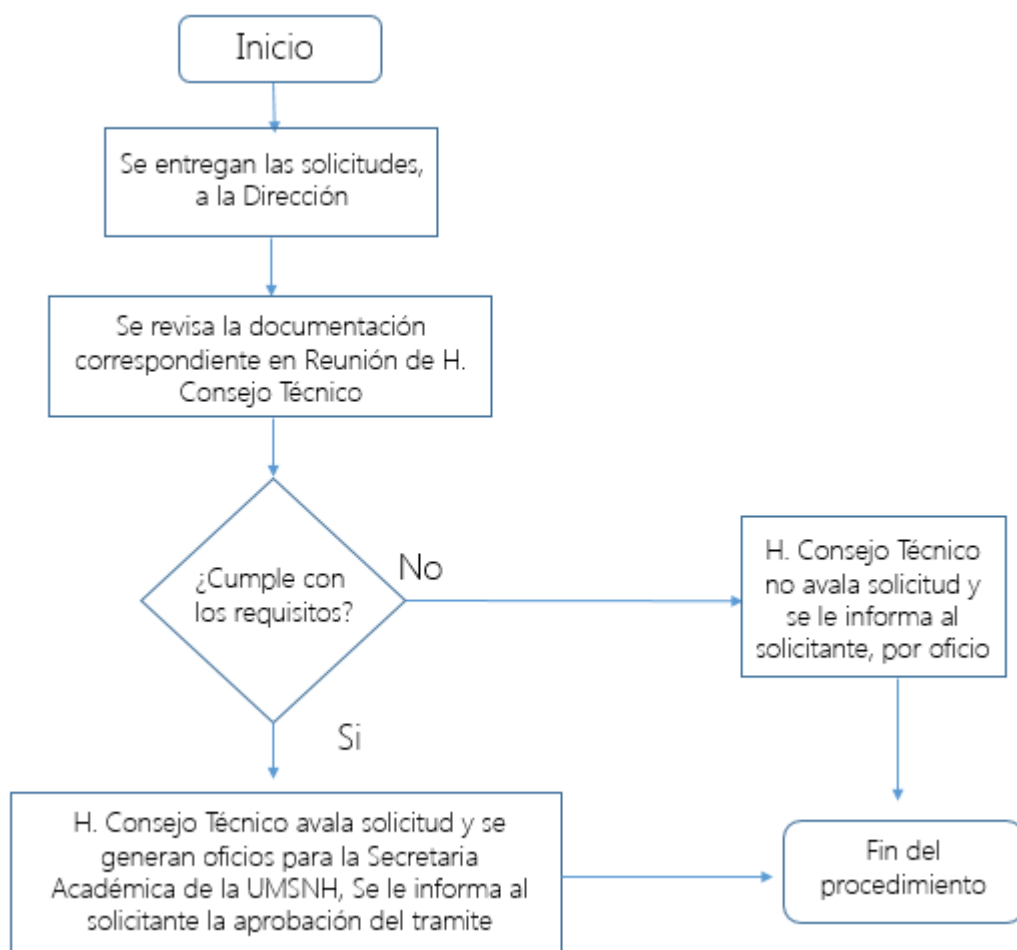 Inicio
Se entregan las solicitudes,
a la Dirección
Se revisa la documentación
correspondiente en Reunión de H.
Consejo Técnico
¿Cumple con
los requisitos?
No
H. Consejo Técnico
no avala solicitud y
se le informa al
solicitante, por oficio
Si
H. Consejo Técnico avala solicitud y se
generan oficios para la Secretaria
Académica de la UMSNH, Se le informa al
solicitante la aprobación del tramite
Fin del
procedimiento